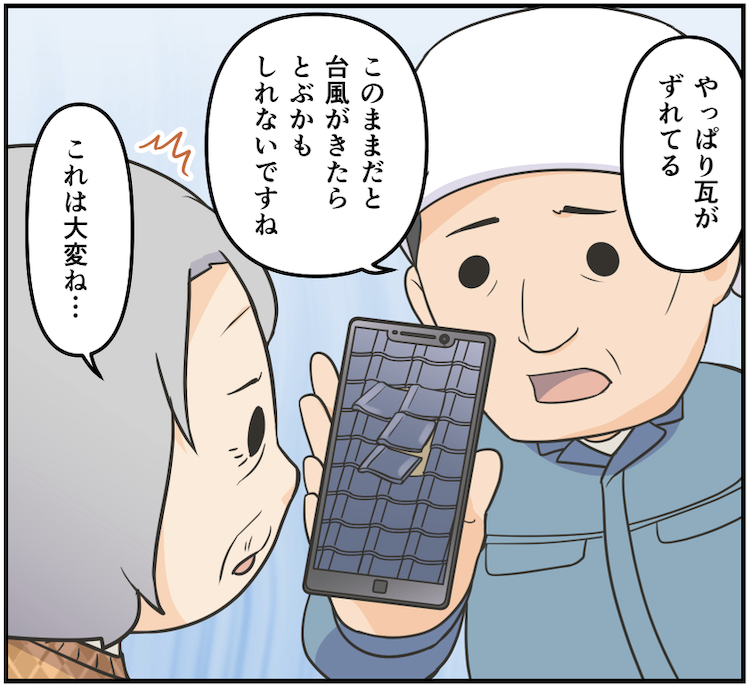 やっぱり瓦が
ずれてる
このままだと
台風がきたら
とぶかも
しれないですね
これは大変ね…